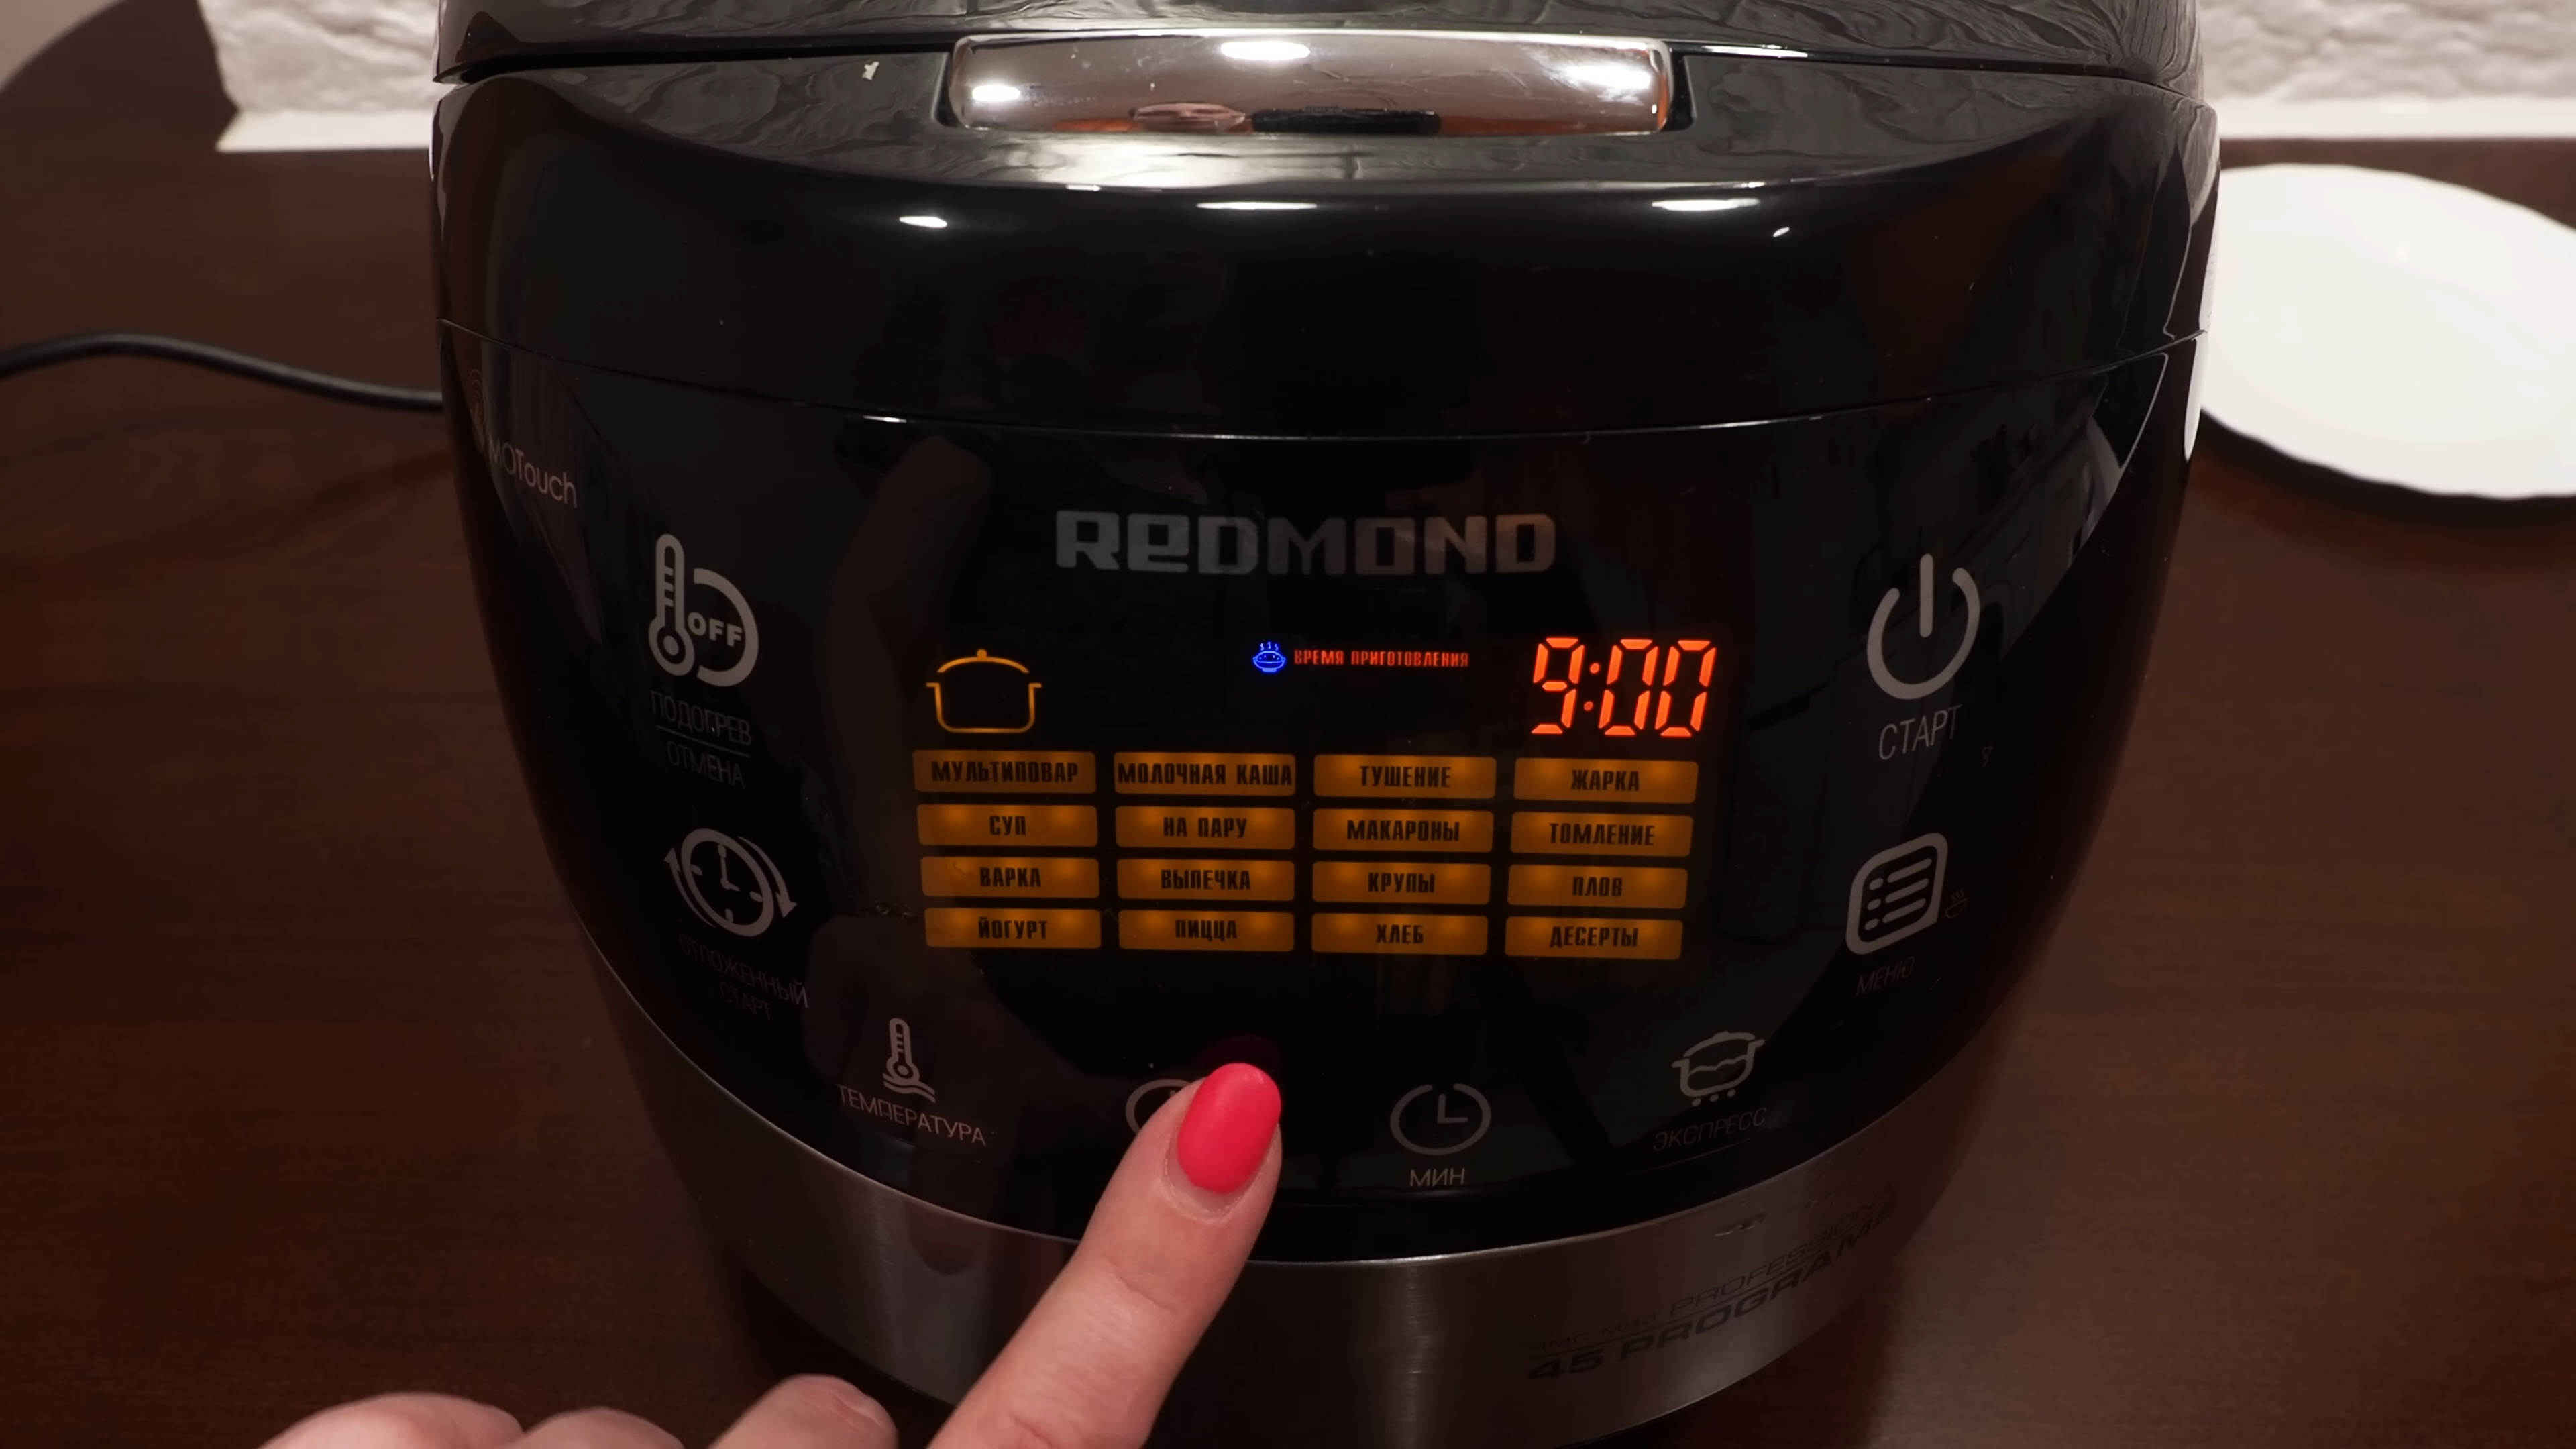 MOTouch
REDMOND
OFF
ПОДОГРЕВ
ОТМЕНА
ВРЕМЯ ПРИГОТОВЛЕНИЯ
9:00
СТАРТ
МУЛЬТИПОВАР МОЛОЧНАЯ КАША ТУШЕНИЕ ЖАРКА
СУП НА ПАРУ МАКАРОНЫ ТОМЛЕНИЕ
ВАРКА ВЫПЕЧКА КРУПЫ ПЛОВ
ЙОГУРТ ПИЦЦА ХЛЕБ ДЕСЕРТЫ
ОТЛОЖЕННЫЙ
СТАРТ
МЕНЮ
ТЕМПЕРАТУРА
МИН
ЭКСПРЕСС
PROFESSIONAL
45 PROGRAMS